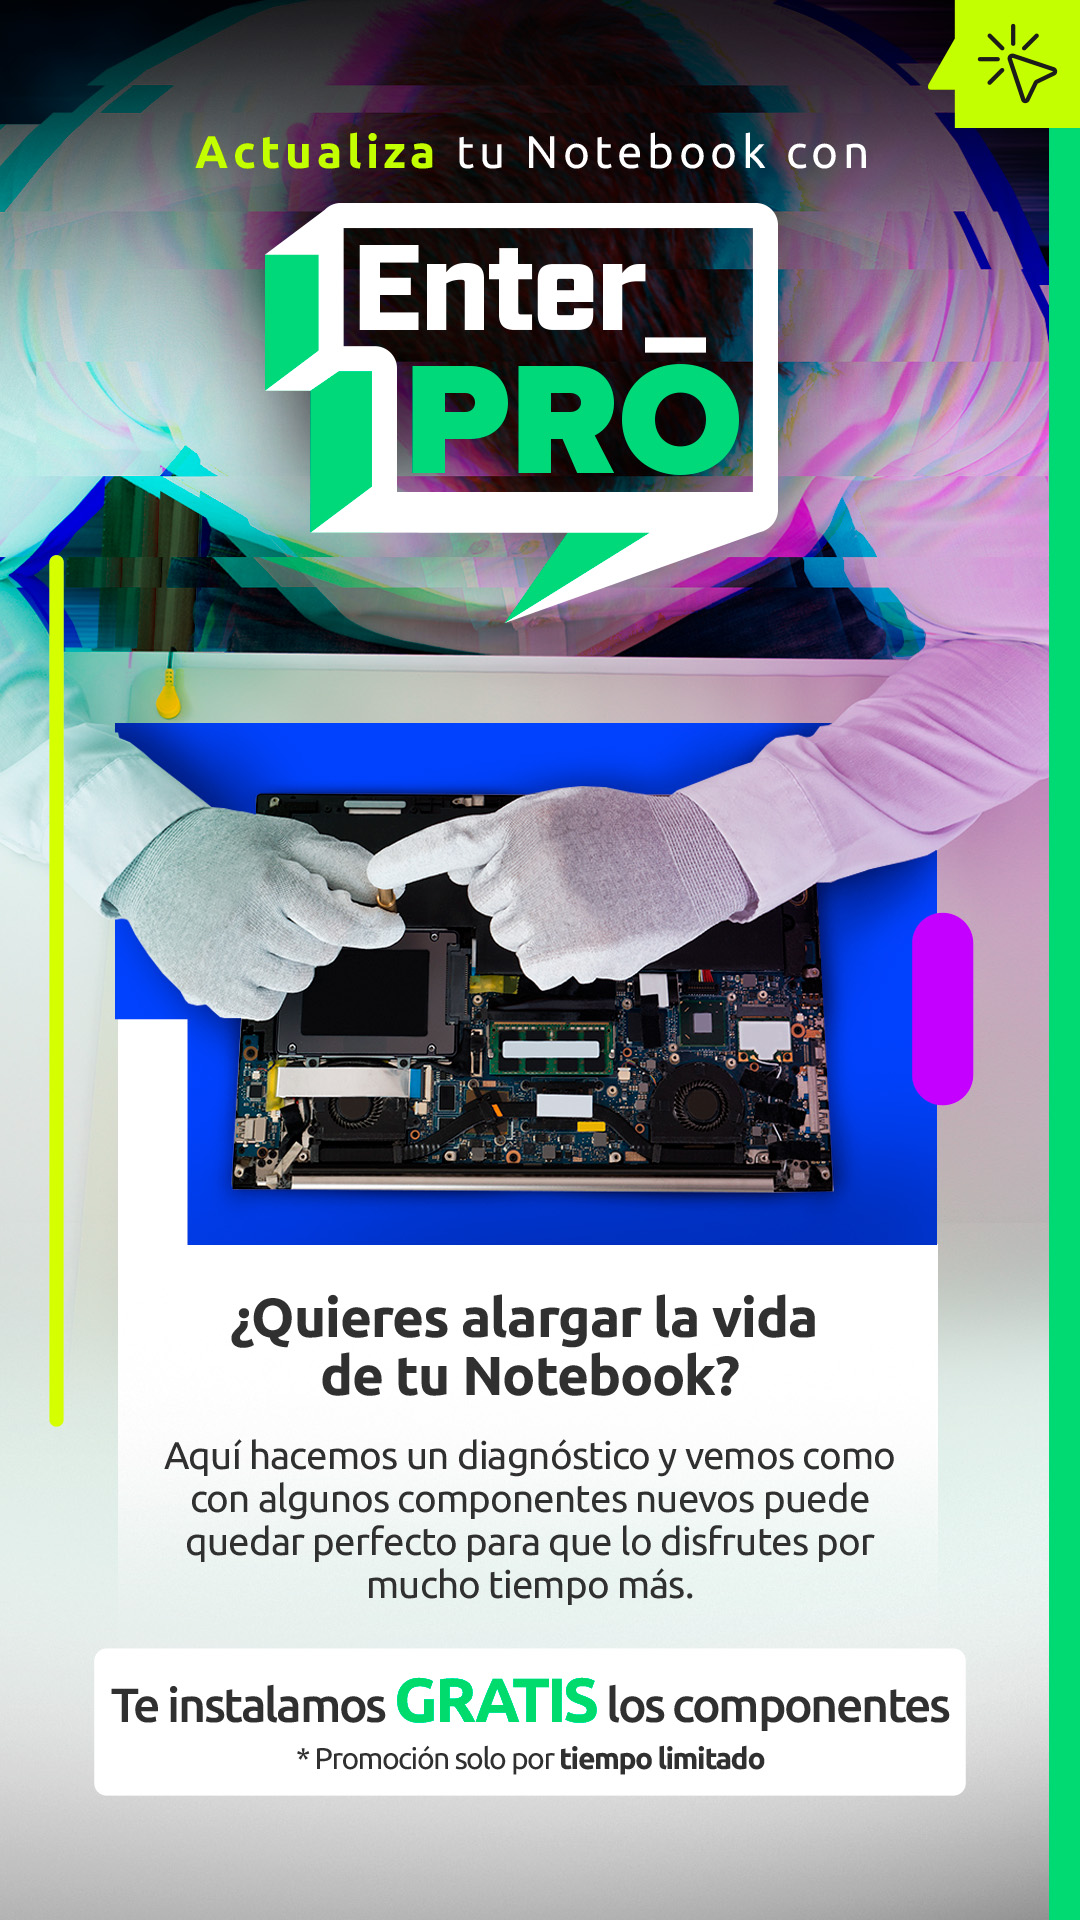 Actualiza tu Notebook con
Enter_
PRO
¿Quieres alargar la vida
de tu Notebook?
Aquí hacemos un diagnóstico y vemos como
con algunos componentes nuevos puede
quedar perfecto para que lo disfrutes por
mucho tiempo más.
Te instalamos GRATIS los componentes
* Promoción solo por tiempo limitado